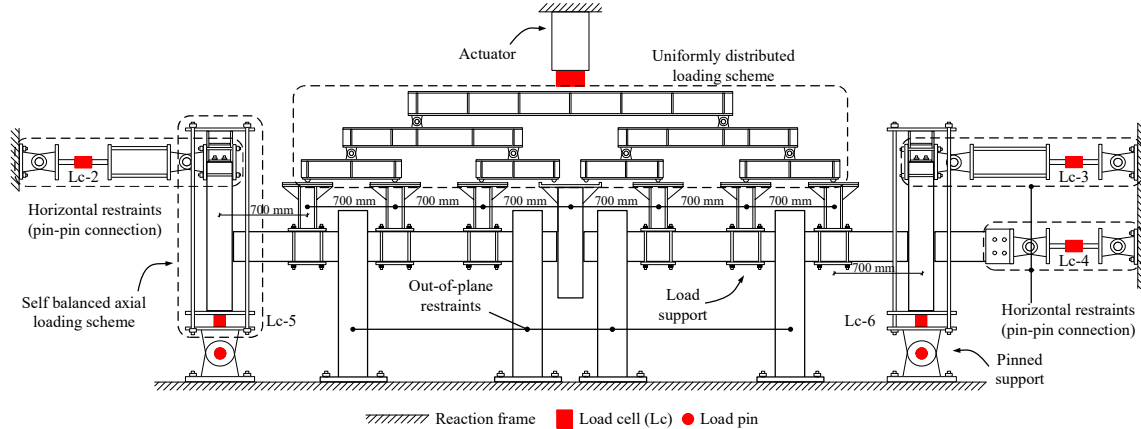 Actuator
Uniformly distributed
loading scheme
Lc-2
Lc-3
Horizontal restraints
(pin-pin connection)
700 mm
700 mm
700 mm
700 mm
700 mm
700 mm
700 mm
700 mm
Lc-4
Self balanced axial
loading scheme
Out-of-plane
restraints
Load
support
Lc-5
Lc-6
Horizontal restraints
(pin-pin connection)
Pinned
support
Reaction frame
Load cell (Lc)
Load pin